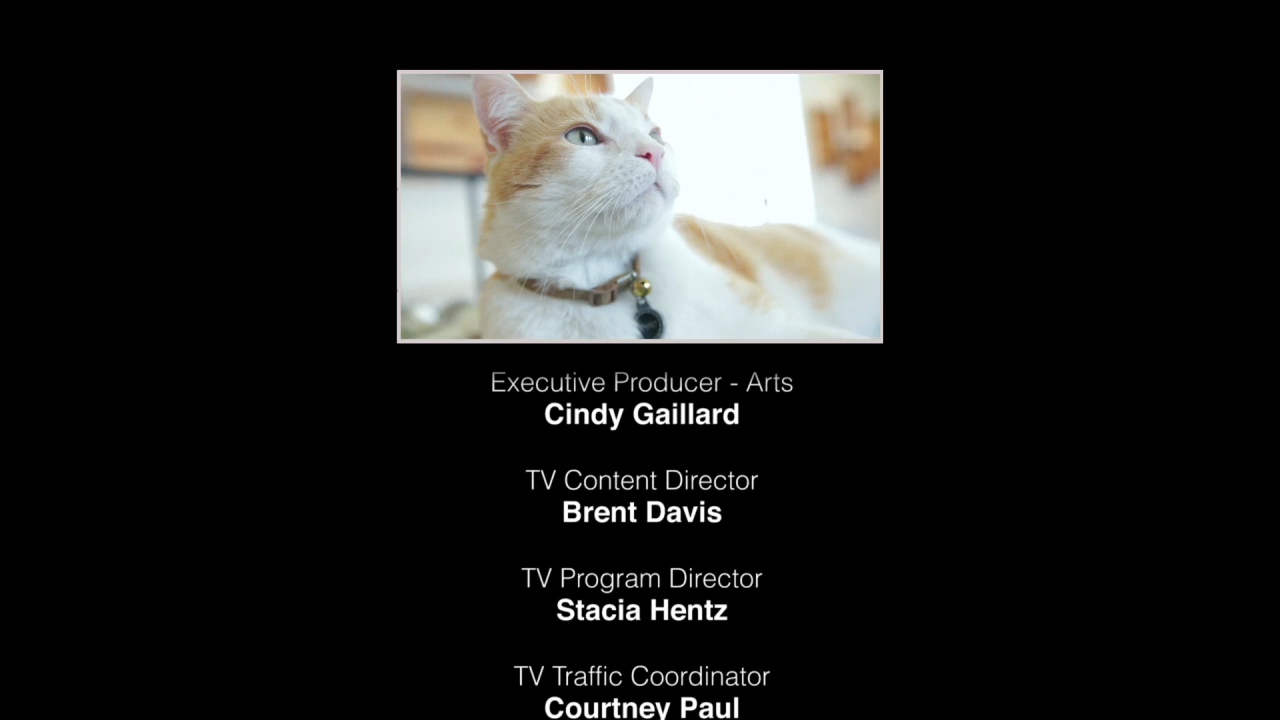 Executive Producer - Arts
Cindy Gaillard
TV Content Director
Brent Davis
TV Program Director
Stacia Hentz
TV Traffic Coordinator
Courtney Paul